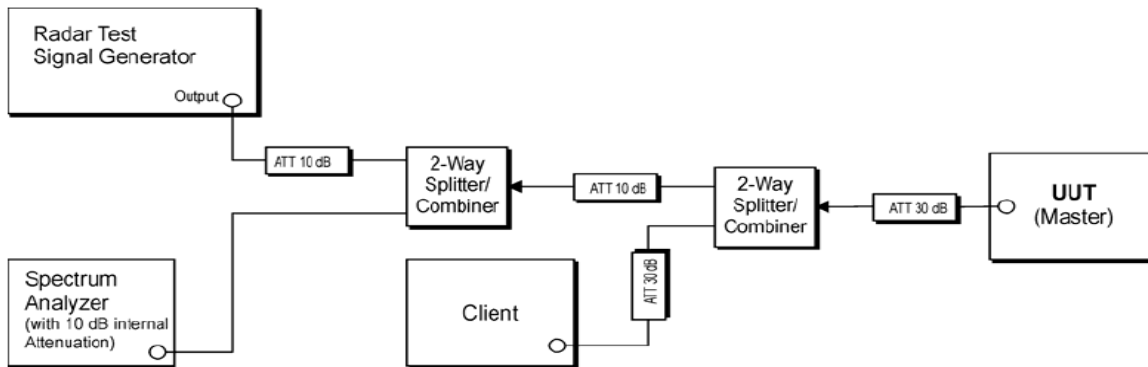 Radar Test
Signal Generator
Output
ATT 10 dB
2-Way
Splitter/
Combiner
ATT 10 dB
2-Way
Splitter/
Combiner
ATT 30 dB
UUT
(Master)
Spectrum
Analyzer
(with 10 dB internal
Attenuation)
Client
ATT 30 dB